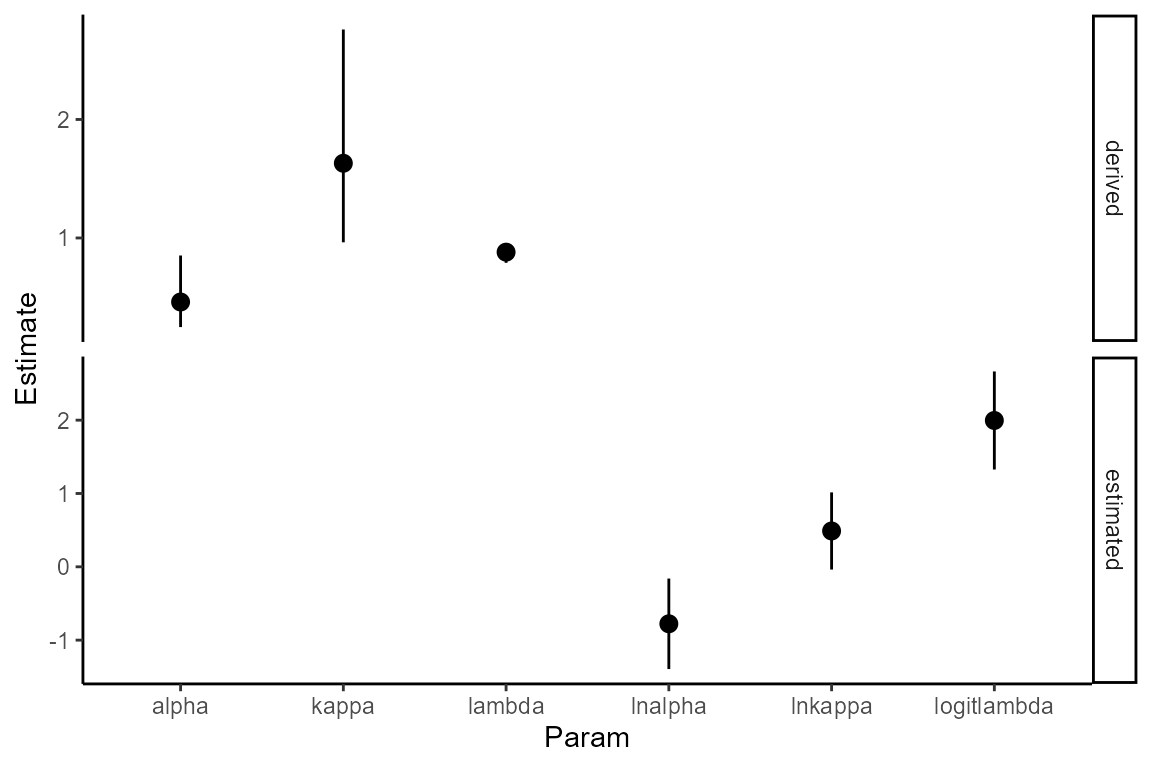 2
1
derived
Estimate
2
1
0
-1
estimated
alpha kappa lambda lnalpha lnkappa logitlambda
Param